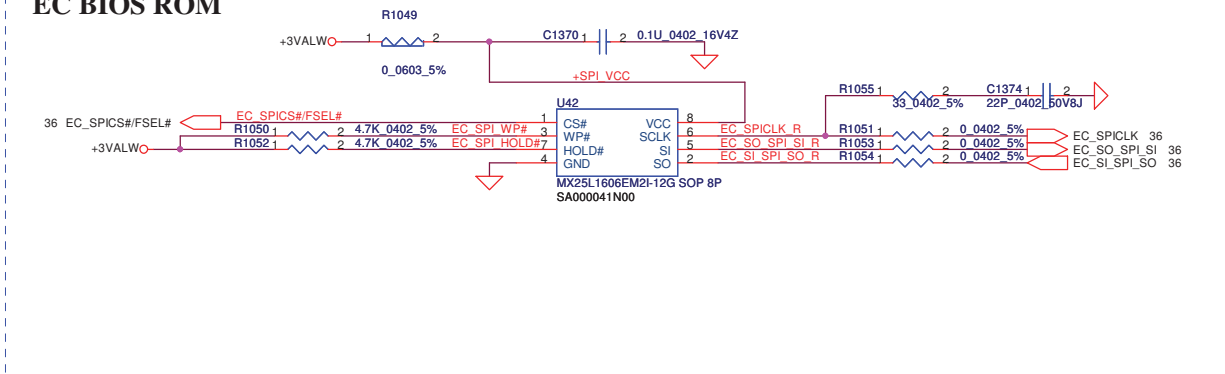 EC BIOS ROM
R1049
+3VALW 1 2 C1370 1 2 0.1U_0402_16V4Z
0_0603_5%
+SPI_VCC
R1055 1 2 C1374 1 2
33_0402_5% 22P_0402_50V8J
U42
36 EC_SPICS#/FSEL# EC_SPICS#/FSEL# 1 CS# VCC 8
R1050 1 2 4.7K_0402_5% EC_SPI_WP# 3 WP# SCLK 6 EC_SPICLK_R R1051 1 2 0_0402_5% EC_SPICLK 36
+3VALW R1052 1 2 4.7K_0402_5% EC_SPI_HOLD# 7 HOLD# SI 5 EC_SO_SPI_SI_R R1053 1 2 0_0402_5% EC_SO_SPI_SI 36
4 GND SO 2 EC_SI_SPI_SO_R R1054 1 2 0_0402_5% EC_SI_SPI_SO 36
MX25L1606EM2I-12G SOP 8P
SA000041N00